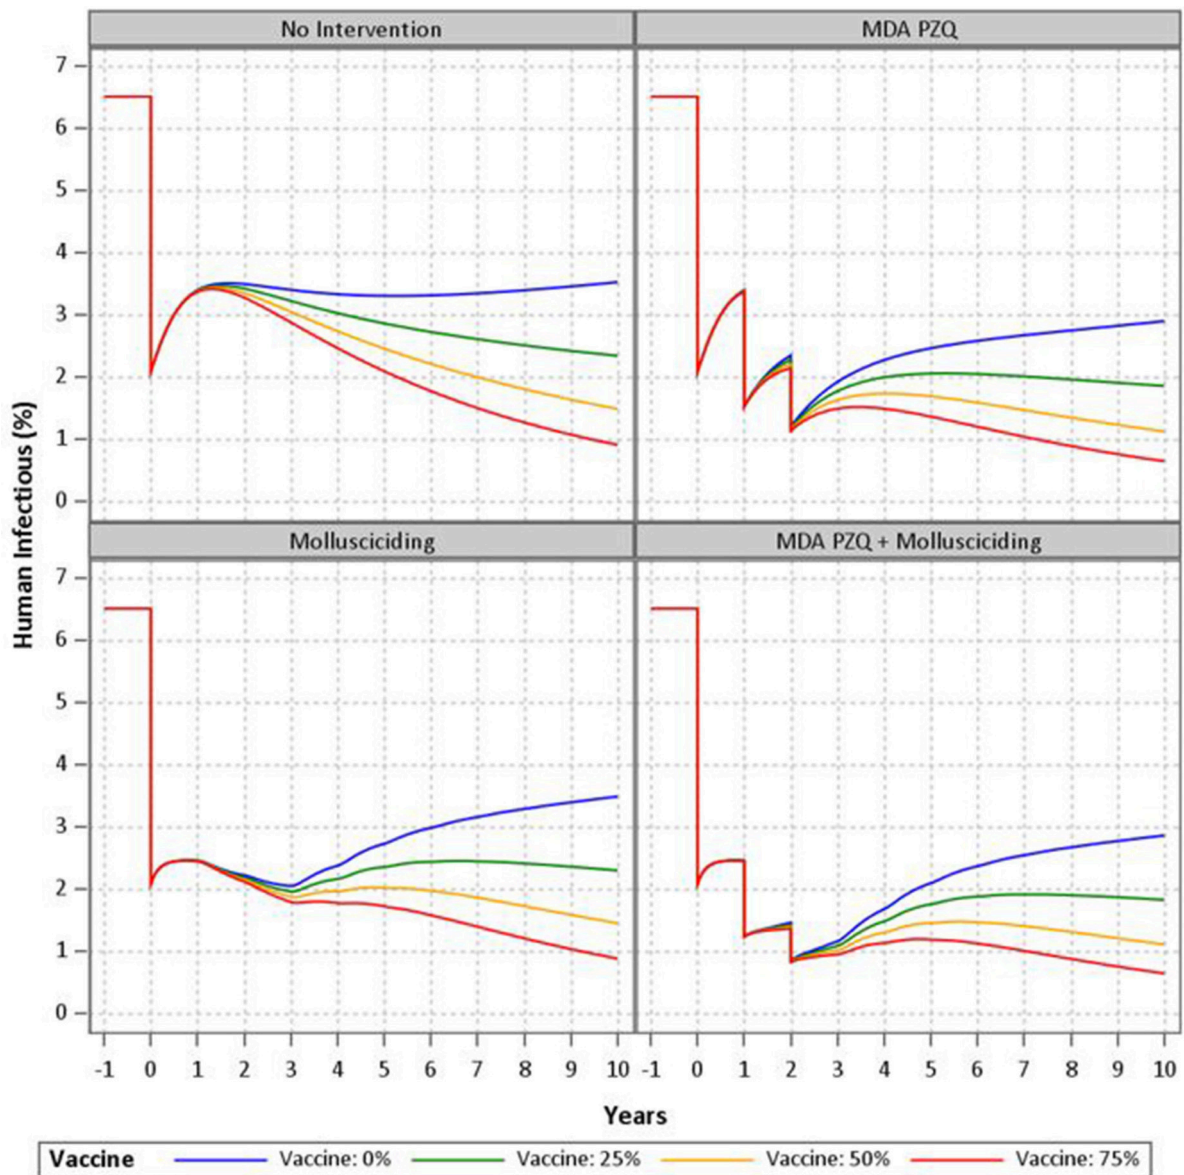 No Intervention
MDA PZQ
7
6
5
4
3
2
1
0
Mollusciciding
MDA PZQ + Mollusciciding
7
6
5
4
3
2
1
0
Human Infectious (%)
-1 0 1 2 3 4 5 6 7 8 9 10
-1 0 1 2 3 4 5 6 7 8 9 10
Years
Vaccine Vaccine: 0% Vaccine: 25% Vaccine: 50% Vaccine: 75%